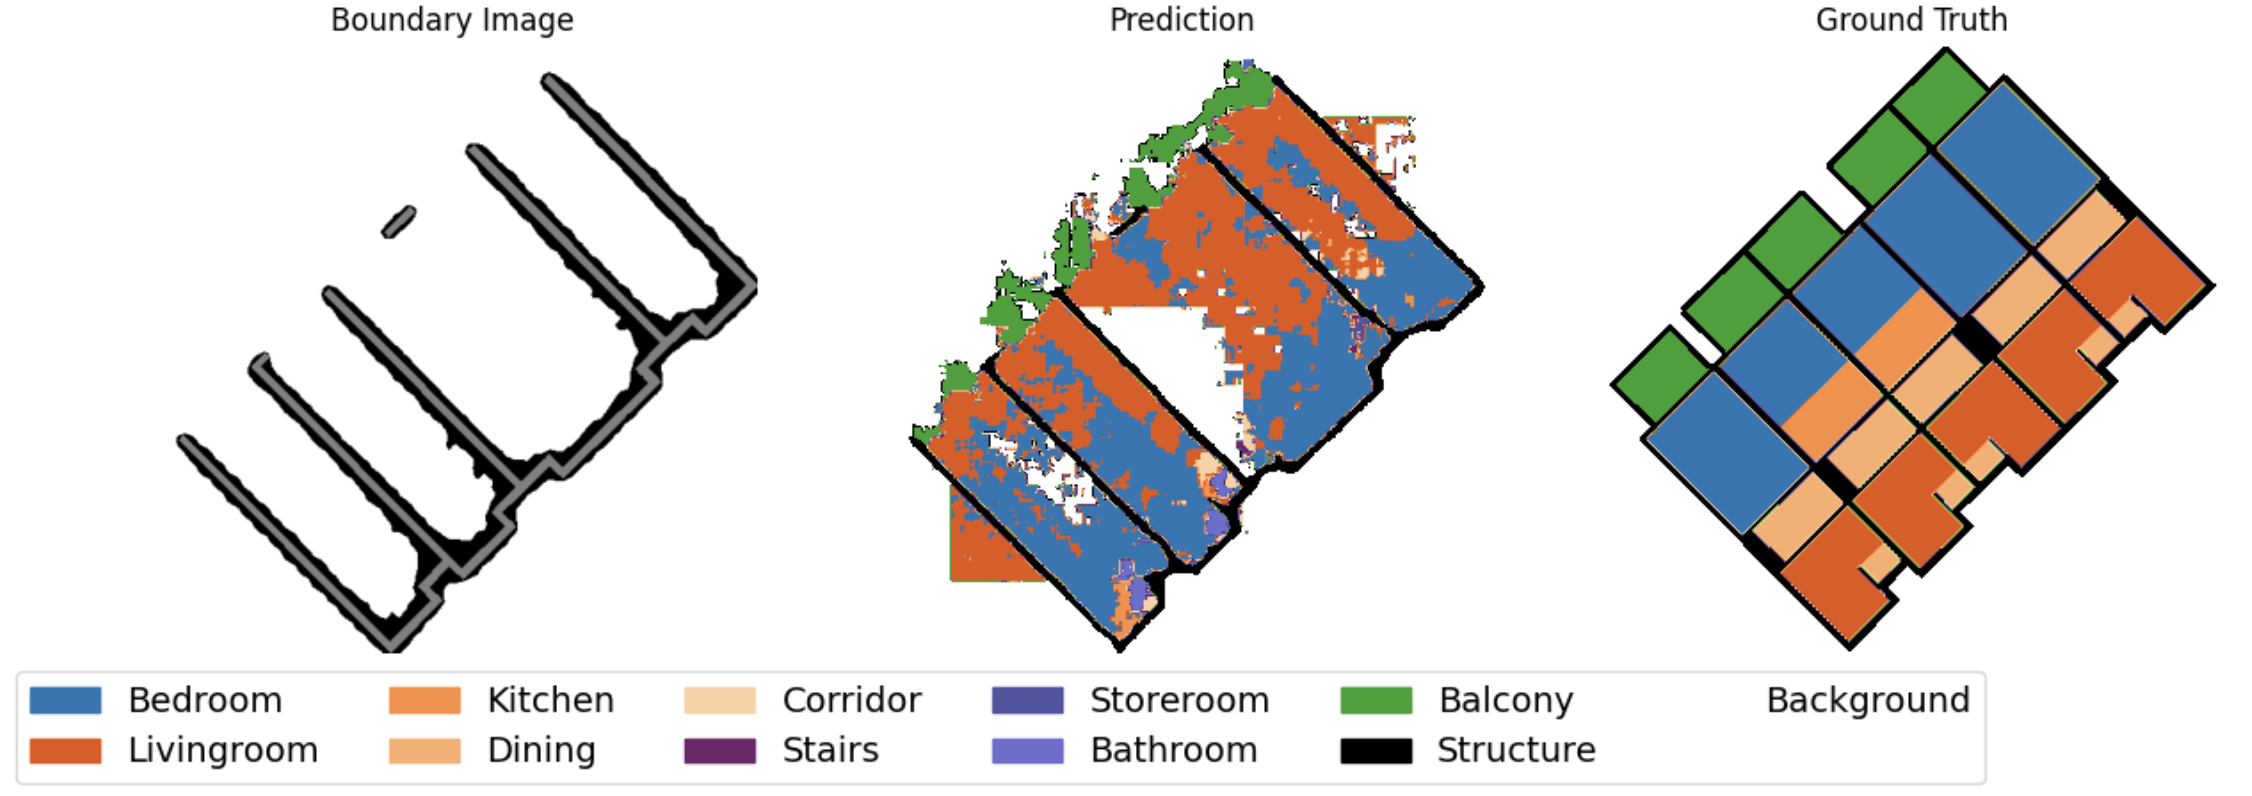 Boundary Image
Prediction
Ground Truth
Bedroom
Kitchen
Corridor
Storeroom
Balcony
Background
Livingroom
Dining
Stairs
Bathroom
Structure